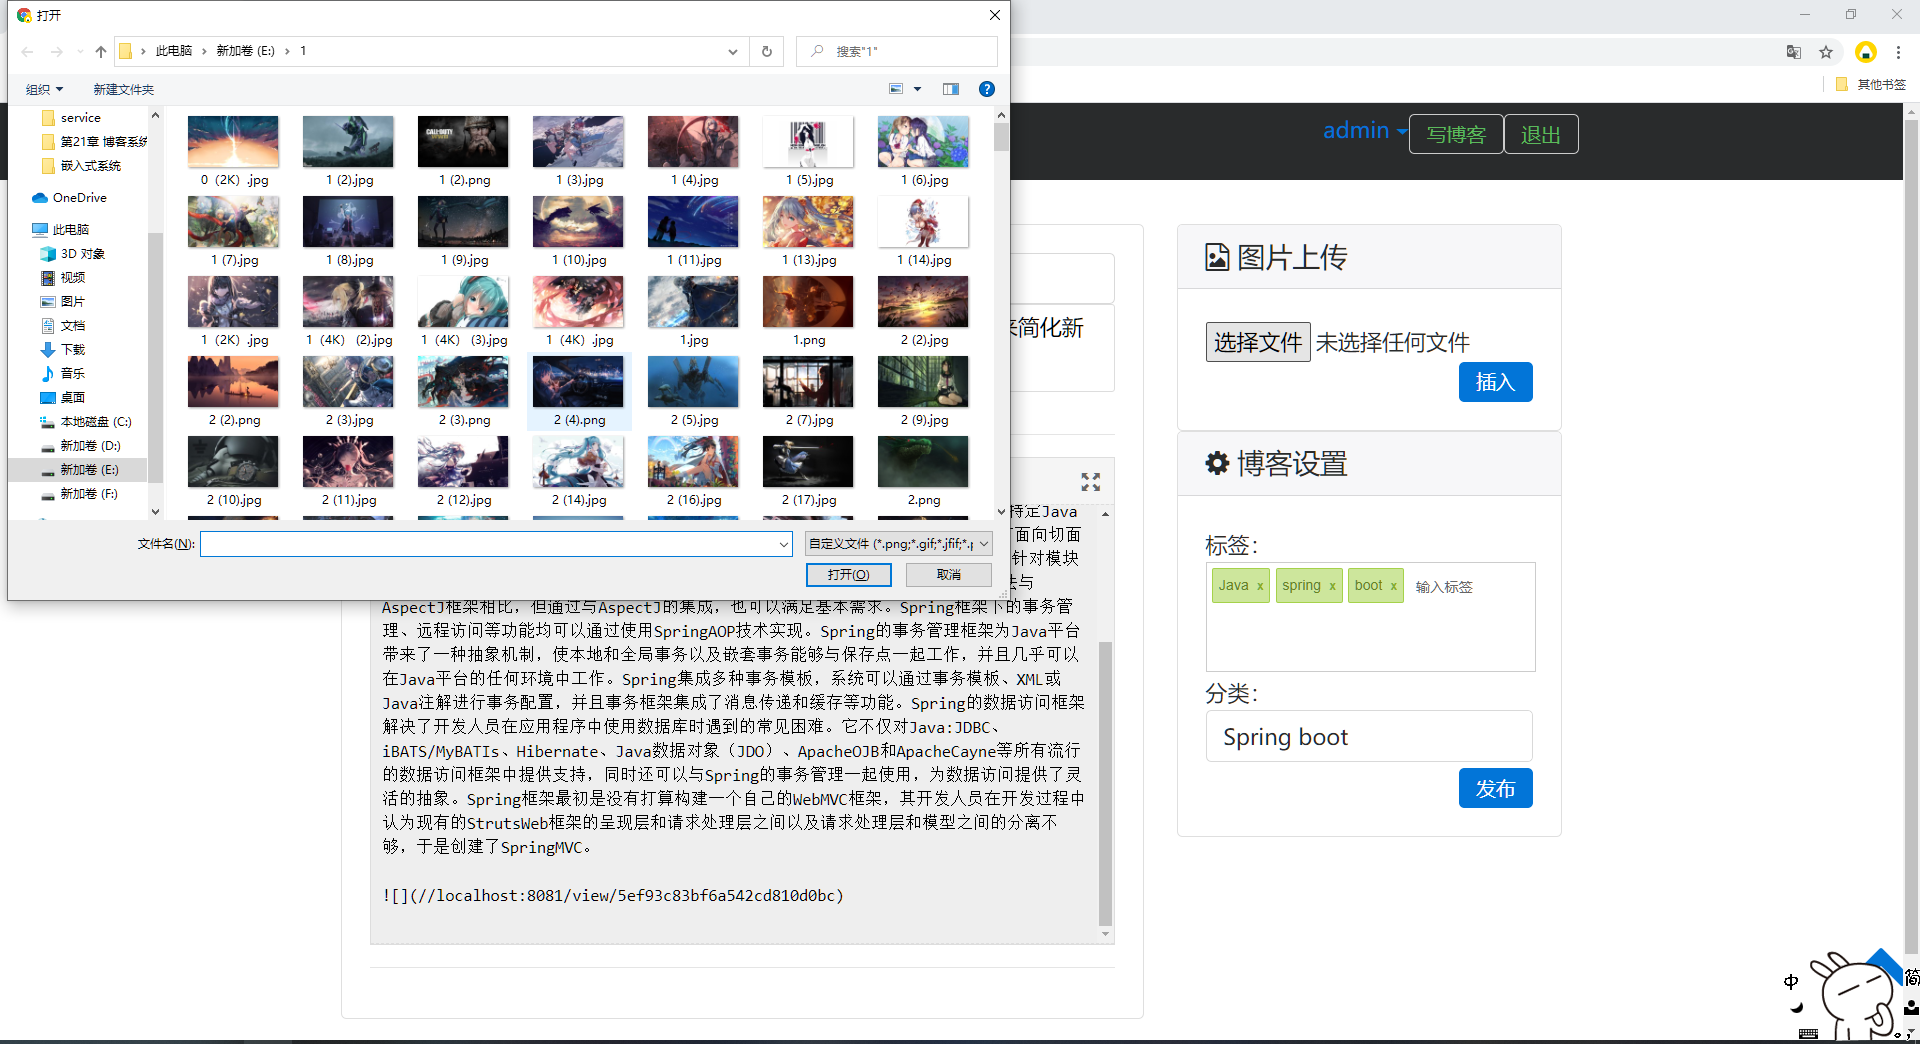 打开
此电脑 > 新加卷 (E:) > 1
搜索"1"
组织
新建文件夹
service
第21章 博客系统
嵌入式系统
OneDrive
此电脑
3D 对象
视频
图片
文档
下载
音乐
桌面
本地磁盘 (C:)
新加卷 (D:)
新加卷 (E:)
新加卷 (F:)
CALL OF DUTY
0（2K）.jpg
1 (2).jpg
1 (2).png
1 (3).jpg
1 (4).jpg
1 (5).jpg
1 (6).jpg
1 (7).jpg
1 (8).jpg
1 (9).jpg
1 (10).jpg
1 (11).jpg
1 (13).jpg
1 (14).jpg
1（2K）.jpg
1（4K） (2).jpg
1（4K） (3).jpg
1（4K）.jpg
1.jpg
1.png
2 (2).jpg
2 (2).png
2 (3).jpg
2 (3).png
2 (4).png
2 (5).jpg
2 (7).jpg
2 (9).jpg
2 (10).jpg
2 (11).jpg
2 (12).jpg
2 (14).jpg
2 (16).jpg
2 (17).jpg
2.png
文件名(N):
自定义文件 (*.png;*.gif;*.jfif;*.p
打开(O)
取消
其他书签
admin
写博客
退出
来简化新
持定Java
面向切面
针对模块
法与
AspectJ框架相比，但通过与AspectJ的集成，也可以满足基本需求。Spring框架下的事务管
理、远程访问等功能均可以通过使用SpringAOP技术实现。Spring的事务管理框架为Java平台
带来了一种抽象机制，使本地和全局事务以及嵌套事务能够与保存点一起工作，并且几乎可以
在Java平台的任何环境中工作。Spring集成多种事务模板，系统可以通过事务模板、XML或
Java注解进行事务配置，并且事务框架集成了消息传递和缓存等功能。Spring的数据访问框架
解决了开发人员在应用程序中使用数据库时遇到的常见困难。它不仅对Java:JDBC、
iBATS/MyBATIs、Hibernate、Java数据对象（JDO）、ApacheOJB和ApacheCayne等所有流行
的数据访问框架中提供支持，同时还可以与Spring的事务管理一起使用，为数据访问提供了灵
活的抽象。Spring框架最初是没有打算构建一个自己的WebMVC框架，其开发人员在开发过程中
认为现有的StrutsWeb框架的呈现层和请求处理层之间以及请求处理层和模型之间的分离不
够，于是创建了SpringMVC。
![](//localhost:8081/view/5ef93c83bf6a542cd810d0bc)
图片上传
选择文件 未选择任何文件
插入
博客设置
标签：
Java x
spring x
boot x
输入标签
分类：
Spring boot
发布
中
简